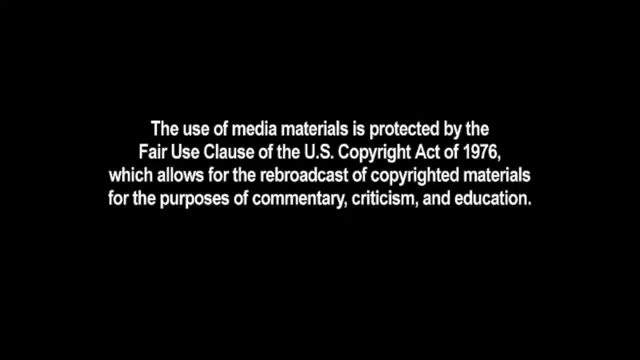 The use of media materials is protected by the
Fair Use Clause of the U.S. Copyright Act of 1976,
which allows for the rebroadcast of copyrighted materials
for the purposes of commentary, criticism, and education.